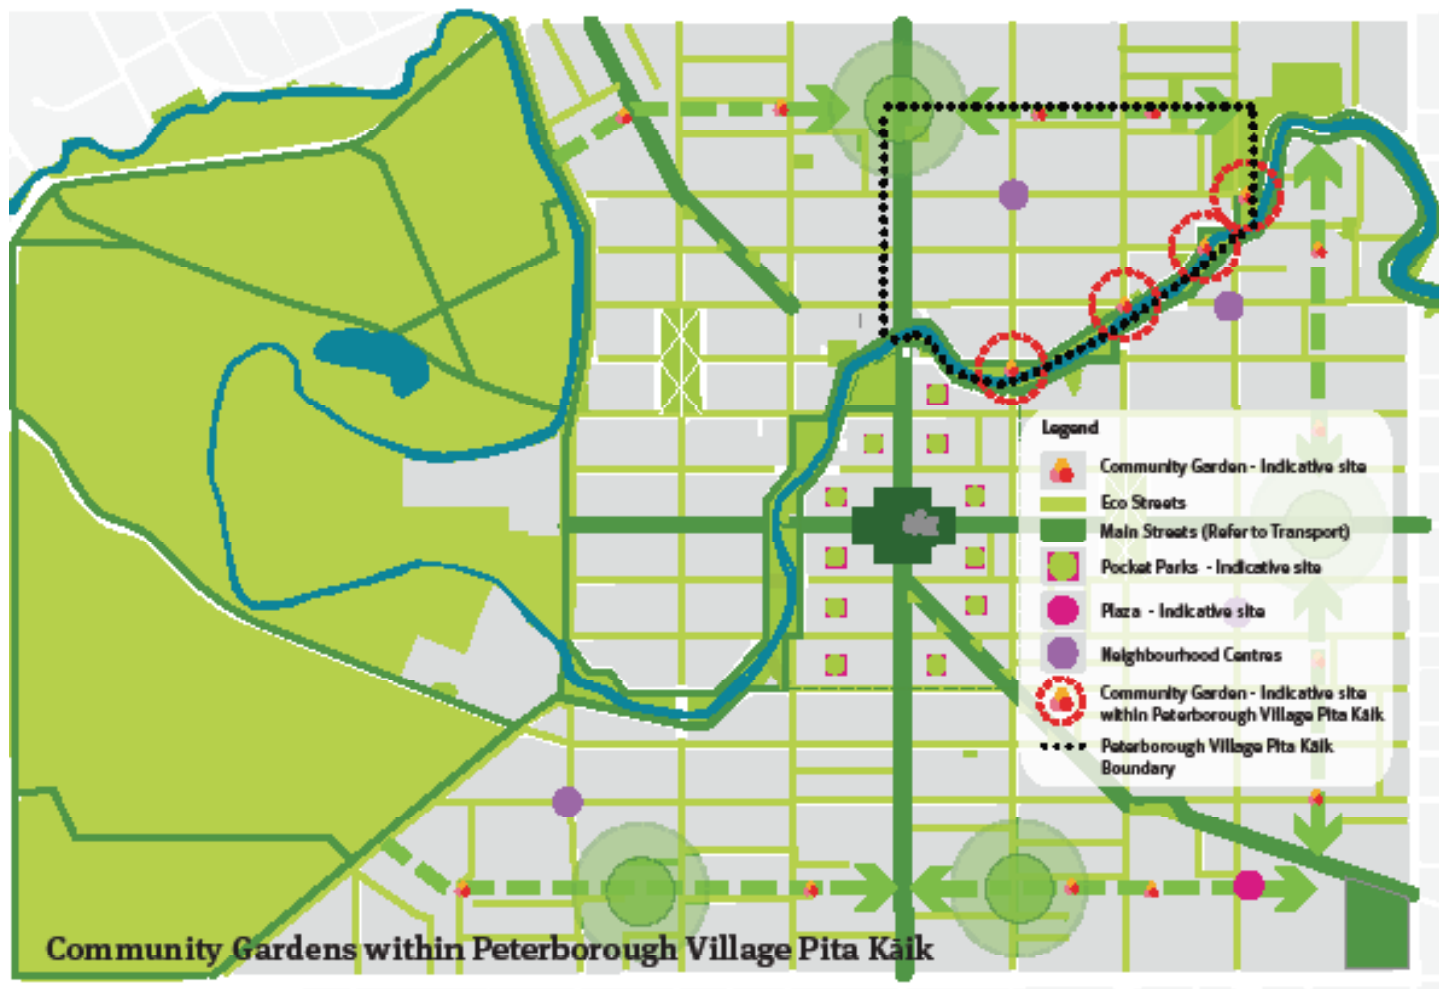 Legend
Community Garden - Indicative site
Eco Streets
Main Streets (Refer to Transport)
Pocket Parks - Indicative site
Plaza - Indicative site
Neighbourhood Centres
Community Garden - Indicative site
within Peterborough Village Pita Kāik
Peterborough Village Pita Kāik
Boundary
Community Gardens within Peterborough Village Pita Kāik